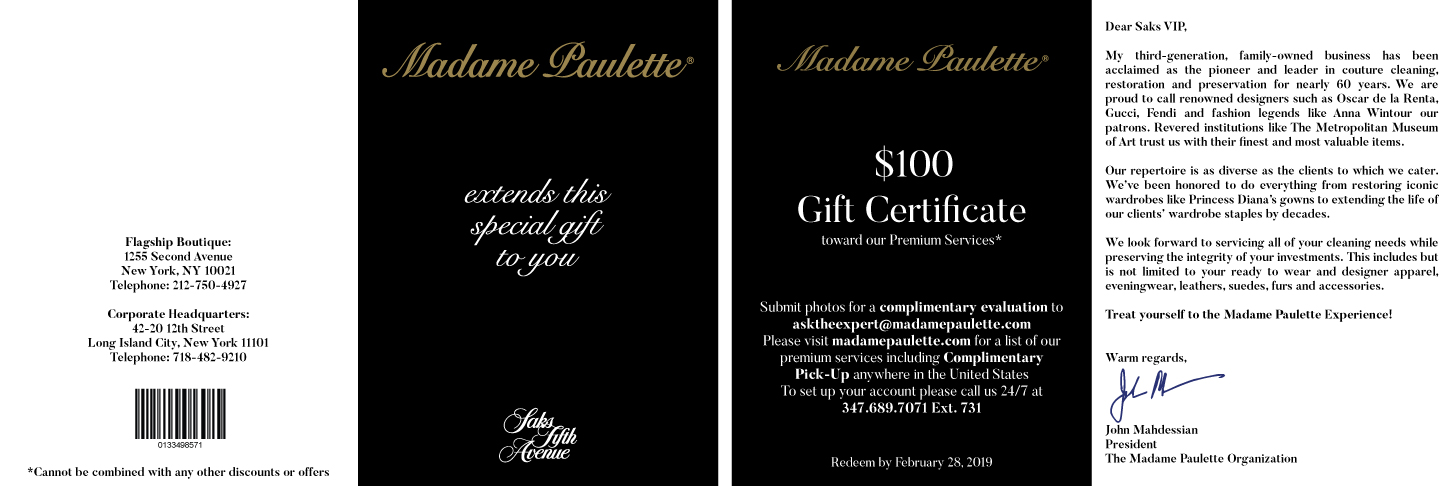 Flagship Boutique:
1255 Second Avenue
New York, NY 10021
Telephone: 212-750-4927
Corporate Headquarters:
42-20 12th Street
Long Island City, New York 11101
Telephone: 718-482-9210
0133498571
*Cannot be combined with any other discounts or offers
Madame Paulette®
extends this
special gift
to you
Saks
Fifth
Avenue
Madame Paulette®
$100
Gift Certificate
toward our Premium Services*
Submit photos for a complimentary evaluation to
asktheexpert@madamepaulette.com
Please visit madamepaulette.com for a list of our
premium services including Complimentary
Pick-Up anywhere in the United States
To set up your account please call us 24/7 at
347.689.7071 Ext. 731
Redeem by February 28, 2019
Dear Saks VIP,
My third-generation, family-owned business has been
acclaimed as the pioneer and leader in couture cleaning,
restoration and preservation for nearly 60 years. We are
proud to call renowned designers such as Oscar de la Renta,
Gucci, Fendi and fashion legends like Anna Wintour our
patrons. Revered institutions like The Metropolitan Museum
of Art trust us with their finest and most valuable items.
Our repertoire is as diverse as the clients to which we cater.
We've been honored to do everything from restoring iconic
wardrobes like Princess Diana's gowns to extending the life of
our clients' wardrobe staples by decades.
We look forward to servicing all of your cleaning needs while
preserving the integrity of your investments. This includes but
is not limited to your ready to wear and designer apparel,
eveningwear, leathers, suedes, furs and accessories.
Treat yourself to the Madame Paulette Experience!
Warm regards,
John Mahdessian
President
The Madame Paulette Organization